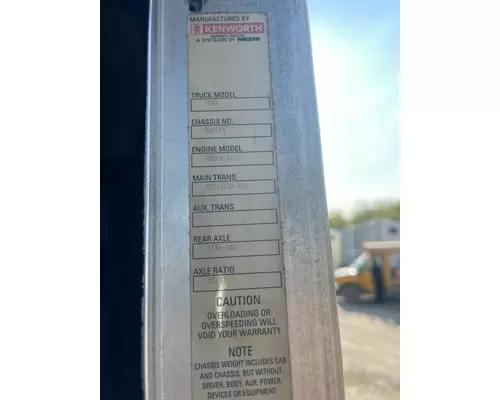 MANUFACTURED BY
KENWORTH
A DIVISION OF PACCAR
TRUCK MODEL
CHASSIS NO.
ENGINE MODEL
MAIN TRANS.
AUX. TRANS
REAR AXLE
AXLE RATIO
CAUTION
OVERLOADING OR
OVERSPEEDING WILL
VOID YOUR WARRANTY
NOTE
CHASSIS WEIGHT INCLUDES CAB
AND CHASSIS, BUT WITHOUT
DRIVER, BODY, AUX. POWER
DEVICES OR EQUIPMENT